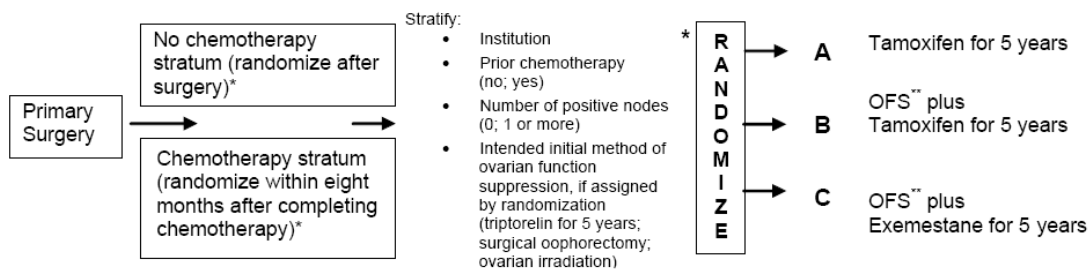 Primary
Surgery
No chemotherapy
stratum (randomize after
surgery)*
Chemotherapy stratum
(randomize within eight
months after completing
chemotherapy)*
Stratify:
• Institution
• Prior chemotherapy
(no; yes)
• Number of positive nodes
(0; 1 or more)
• Intended initial method of
ovarian function
suppression, if assigned
by randomization
(triptorelin for 5 years;
surgical oophorectomy;
ovarian irradiation)
*
R
A
N
D
O
M
I
Z
E
A Tamoxifen for 5 years
OFS** plus
B Tamoxifen for 5 years
C OFS** plus
Exemestane for 5 years